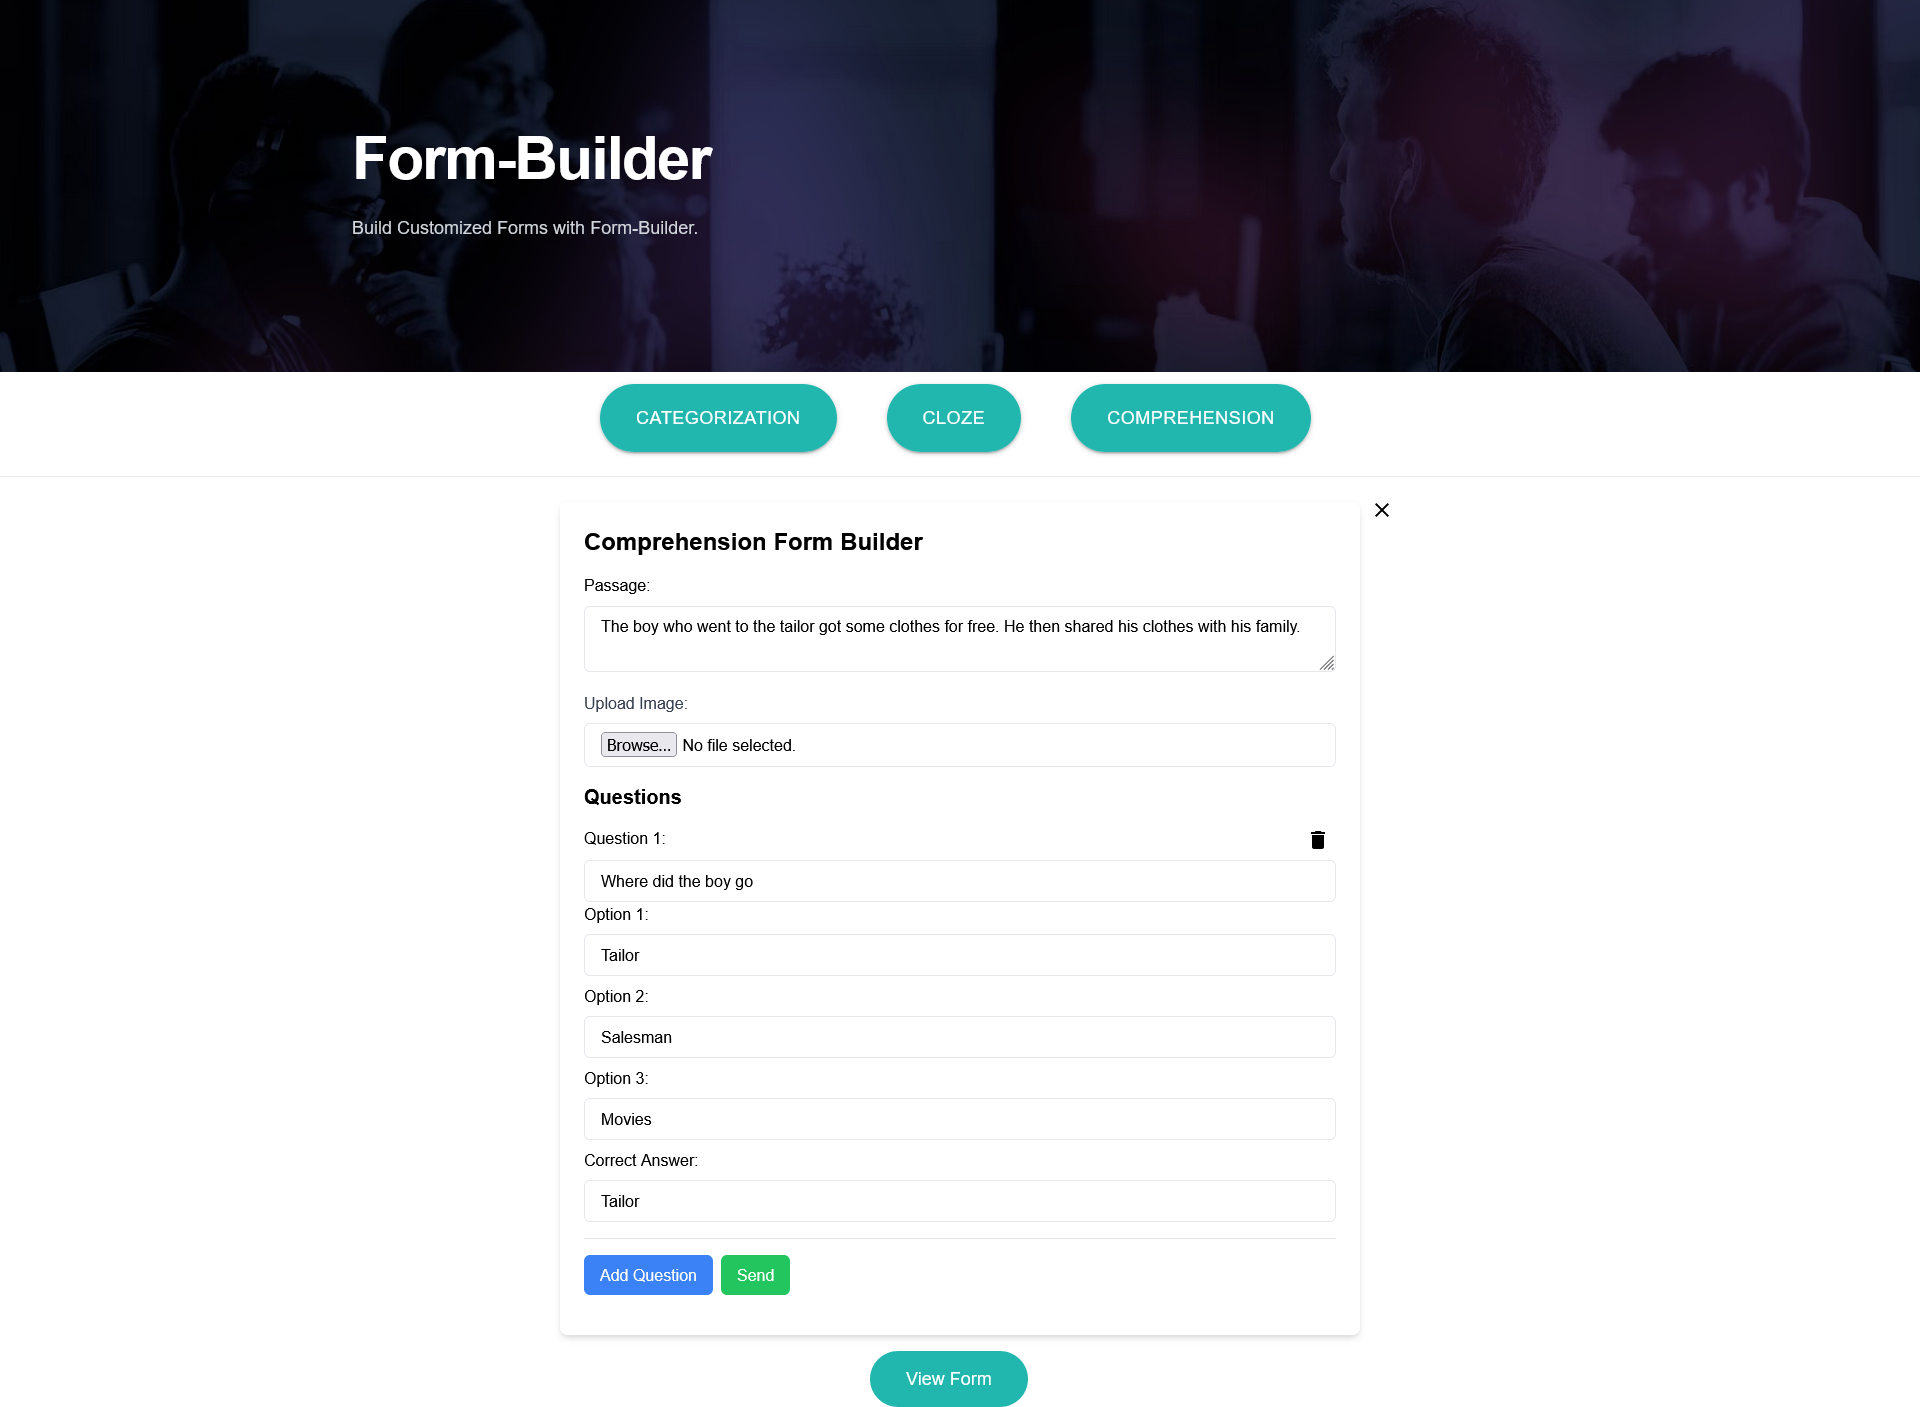 Form-Builder
Build Customized Forms with Form-Builder.
CATEGORIZATION
CLOZE
COMPREHENSION
Comprehension Form Builder
Passage:
The boy who went to the tailor got some clothes for free. He then shared his clothes with his family.
Upload Image:
Browse... No file selected.
Questions
Question 1:
Where did the boy go
Option 1:
Tailor
Option 2:
Salesman
Option 3:
Movies
Correct Answer:
Tailor
Add Question
Send
View Form